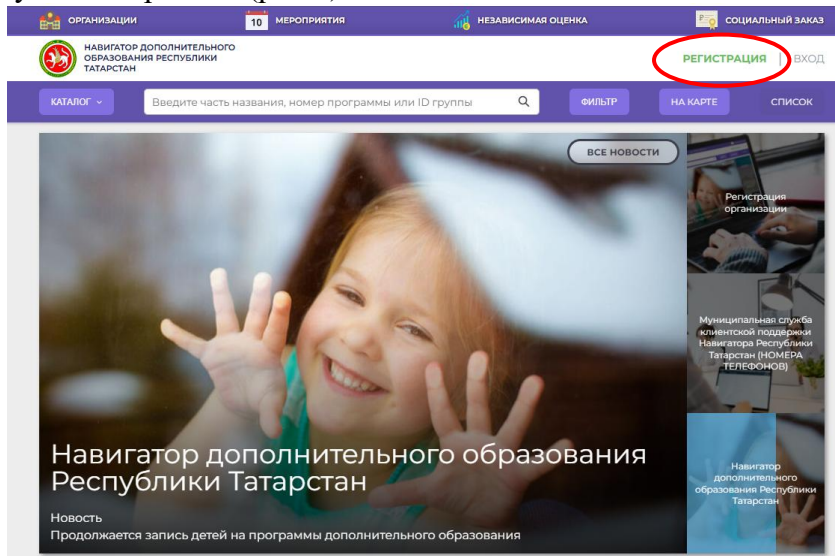 ОРГАНИЗАЦИИ
10 МЕРОПРИЯТИЯ
НЕЗАВИСИМАЯ ОЦЕНКА
СОЦИАЛЬНЫЙ ЗАКАЗ
НАВИГАТОР ДОПОЛНИТЕЛЬНОГО
ОБРАЗОВАНИЯ РЕСПУБЛИКИ
ТАТАРСТАН
РЕГИСТРАЦИЯ | ВХОД
КАТАЛОГ
Введите часть названия, номер программы или ID группы
ФИЛЬТР
НА КАРТЕ
СПИСОК
ВСЕ НОВОСТИ
Регистрация
организации
Муниципальная служба
клиентской поддержки
Навигатора Республики
Татарстан (НОМЕРА
ТЕЛЕФОНОВ)
Навигатор дополнительного образования
Республики Татарстан
Новость
Продолжается запись детей на программы дополнительного образования
Навигатор
дополнительного
образования Республики
Татарстан